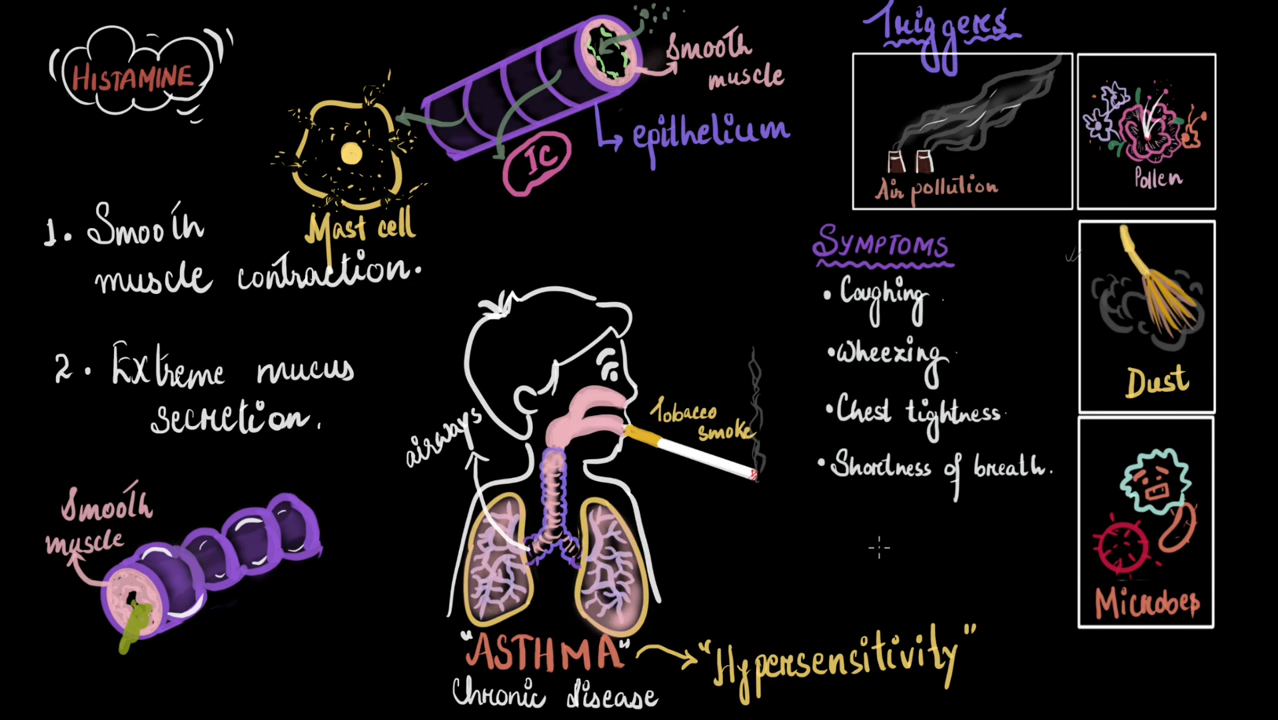 HISTAMINE
Smooth
muscle
epithelium
IC
Mast cell
1. Smooth
muscle contraction.
2. Extreme mucus
secretion.
Smooth
muscle
airways
Tobacco
smoke
"ASTHMA"
Chronic disease
"Hypersensitivity"
Triggers
Air pollution
Pollen
Dust
Microbes
SYMPTOMS
• Coughing.
• Wheezing.
• Chest tightness.
• Shortness of breath.